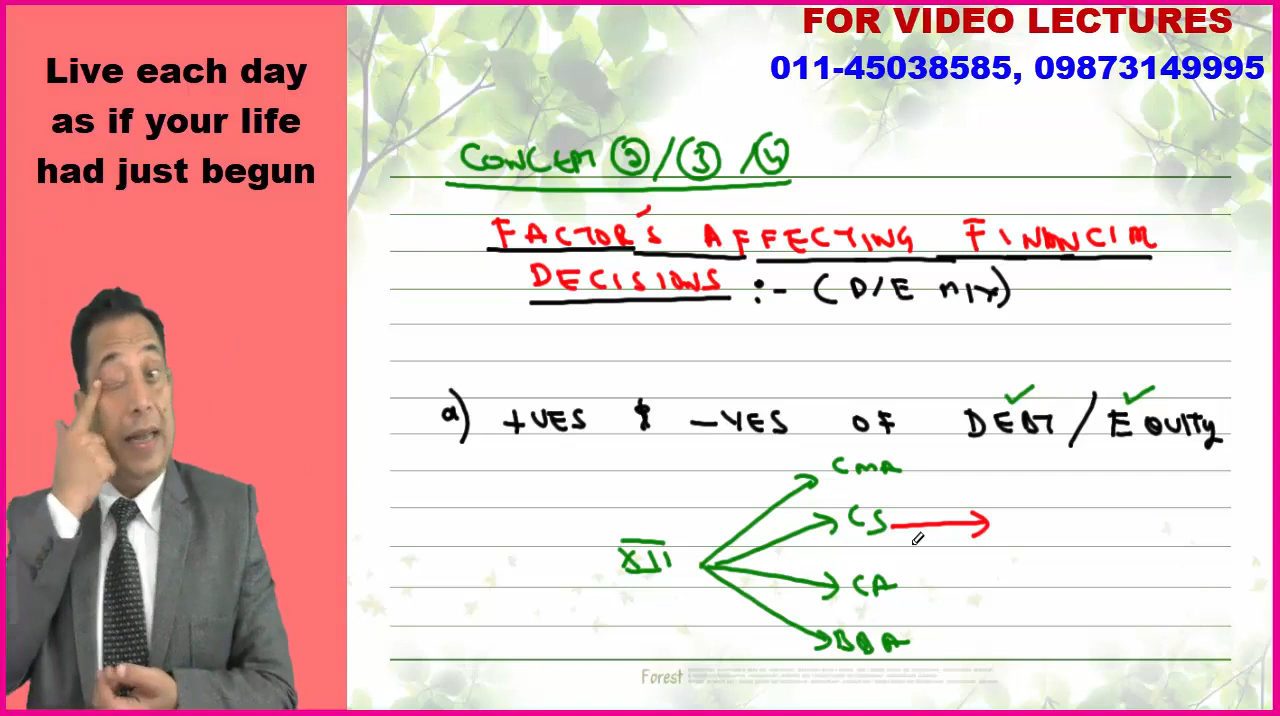 Live each day
as if your life
had just begun
FOR VIDEO LECTURES
011-45038585, 09873149995
CONCEPT ② / ③ / ④
FACTOR'S AFFECTING FINANCIAL
DECISIONS :- (D/E MIX)
a) +VES & -VES OF DEBT / EQUITY
CMA
CS
XII
CA
BBA
Forest